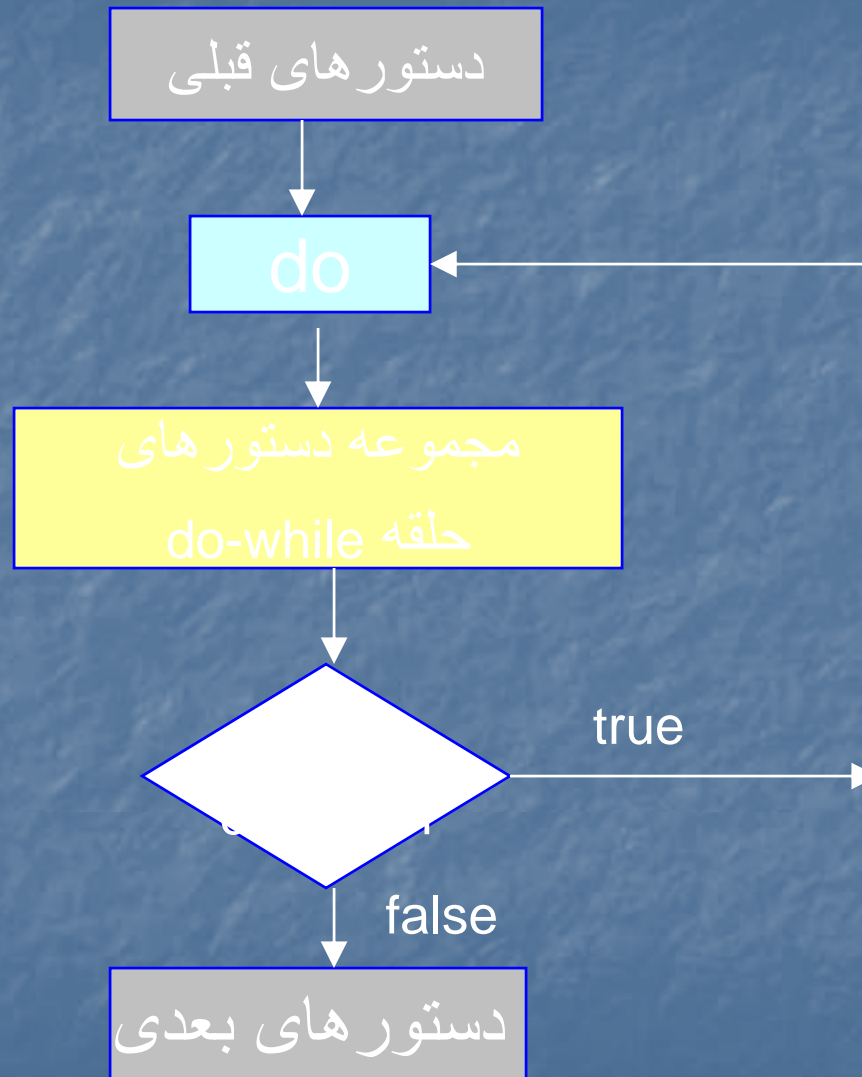 دستورهای قبلی
do
مجموعه دستورهای
حلقه do-while
true
false
دستورهای بعدی